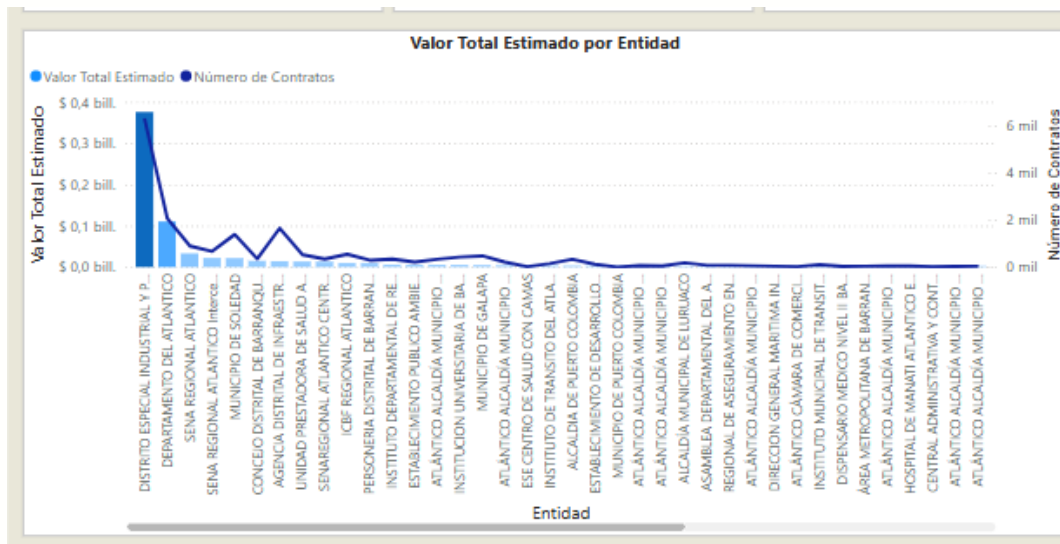 Valor Total Estimado por Entidad
Valor Total Estimado Número de Contratos
Valor Total Estimado
$ 0,4 bill.
$ 0,3 bill.
$ 0,2 bill.
$ 0,1 bill.
$ 0,0 bill.
6 mil
4 mil
2 mil
0 mil
Número de Contratos
DISTRITO ESPECIAL INDUSTRIAL Y P...
DEPARTAMENTO DEL ATLÁNTICO
SENA REGIONAL ATLANTICO
SENA REGIONAL ATLANTICO Interce...
MUNICIPIO DE SOLEDAD
CONCEJO DISTRITAL DE BARRANQU...
AGENCIA DISTRITAL DE INFRAESTR...
UNIDAD PRESTADORA DE SALUD A...
SENAREGIONAL ATLANTICO CENTR...
ICBF REGIONAL ATLANTICO
PERSONERIA DISTRITAL DE BARRAN...
INSTITUTO DEPARTAMENTAL DE RE...
ESTABLECIMIENTO PUBLICO AMBIE...
INSTITUCION UNIVERSITARIA DE BA...
MUNICIPIO DE GALAPA
ATLÁNTICO ALCALDÍA MUNICIPIO ...
ESE CENTRO DE SALUD CON CAMAS
INSTITUTO DE TRANSITO DEL ATLA...
ALCALDIA DE PUERTO COLOMBIA
ESTABLECIMIENTO DE DESARROLLO...
MUNICIPIO DE PUERTO COLOMBIA
ATLÁNTICO ALCALDÍA MUNICIPIO ...
ATLÁNTICO ALCALDÍA MUNICIPIO ...
ALCALDÍA MUNICIPAL DE LURUACO
ASAMBLEA DEPARTAMENTAL DEL A...
REGIONAL DE ASEGURAMIENTO EN...
ATLÁNTICO ALCALDÍA MUNICIPIO ...
DIRECCION GENERAL MARITIMA IN...
ATLÁNTICO CÁMARA DE COMERCI...
INSTITUTO MUNICIPAL DE TRANSIT...
DISPENSARIO MEDICO NIVEL II BA...
ÁREA METROPOLITANA DE BARRAN...
ATLÁNTICO ALCALDÍA MUNICIPIO ...
HOSPITAL DE MANATI ATLANTICO E...
CENTRAL ADMINISTRATIVA Y CONT...
ATLÁNTICO ALCALDÍA MUNICIPIO ...
ATLÁNTICO ALCALDÍA MUNICIPIO ...
Entidad